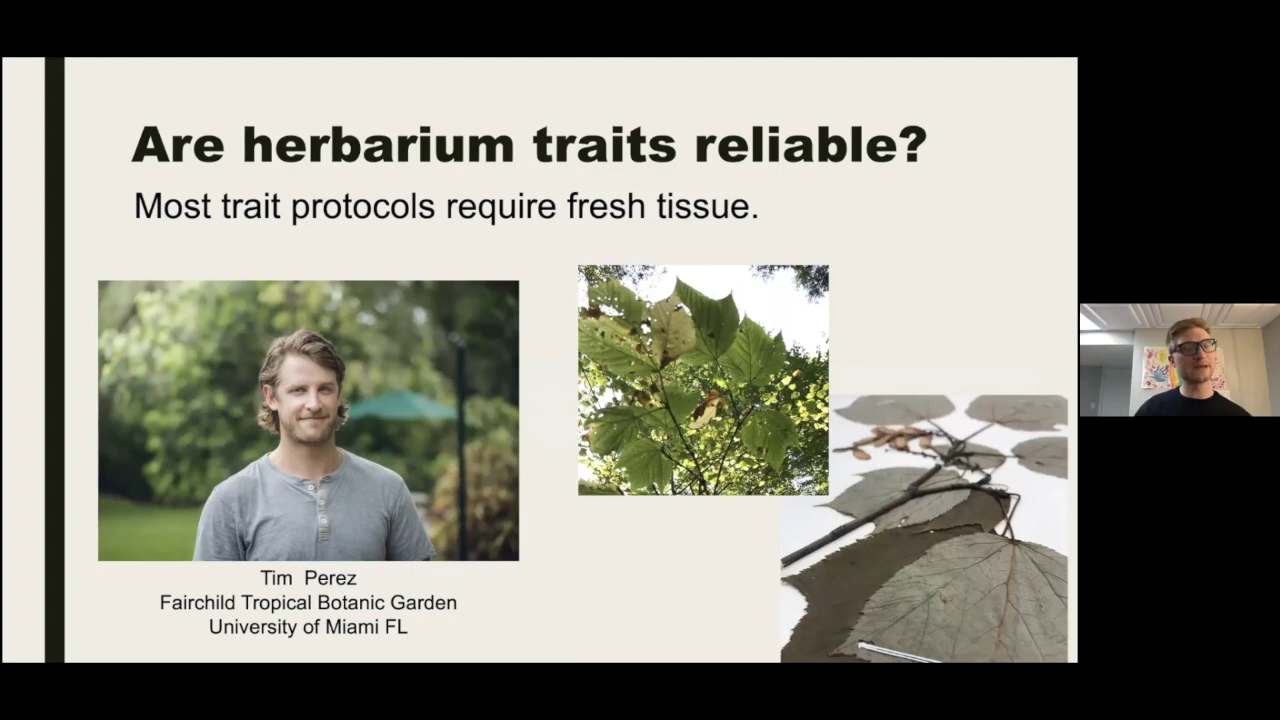 Are herbarium traits reliable?
Most trait protocols require fresh tissue.
Tim Perez
Fairchild Tropical Botanic Garden
University of Miami FL